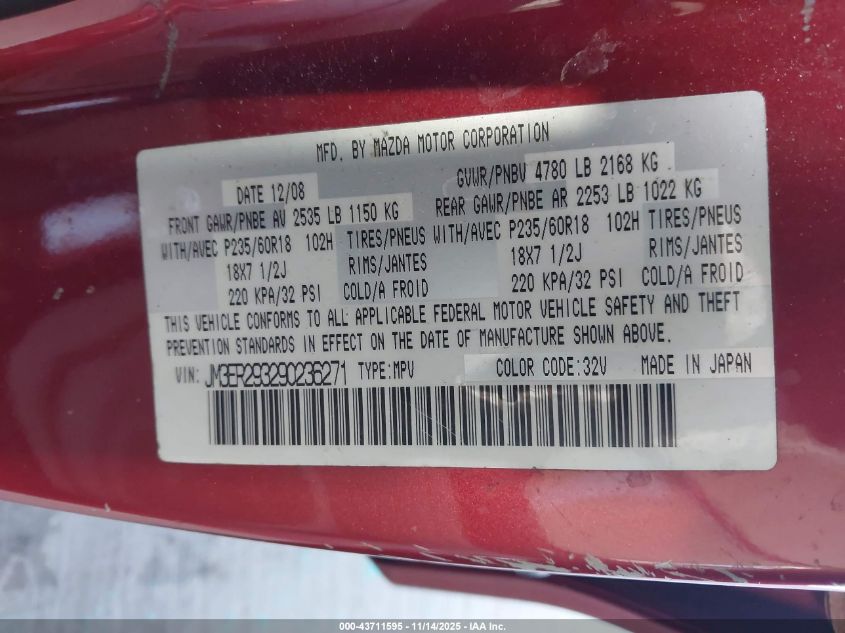 MFD. BY MAZDA MOTOR CORPORATION
DATE 12/08 GVWR/PNBV 4780 LB 2168 KG
FRONT GAWR/PNBE AV 2535 LB 1150 KG REAR GAWR/PNBE AR 2253 LB 1022 KG
WITH/AVEC P235/60R18 102H TIRES/PNEUS WITH/AVEC P235/60R18 102H TIRES/PNEUS
18X7 1/2J RIMS/JANTES 18X7 1/2J RIMS/JANTES
220 KPA/32 PSI COLD/A FROID 220 KPA/32 PSI COLD/A FROID
THIS VEHICLE CONFORMS TO ALL APPLICABLE FEDERAL MOTOR VEHICLE SAFETY AND THEFT
PREVENTION STANDARDS IN EFFECT ON THE DATE OF MANUFACTURE SHOWN ABOVE.
VIN: JM3ER293290236271 TYPE:MPV COLOR CODE:32V MADE IN JAPAN
000-43711595 - 11/14/2025 - IAA Inc.